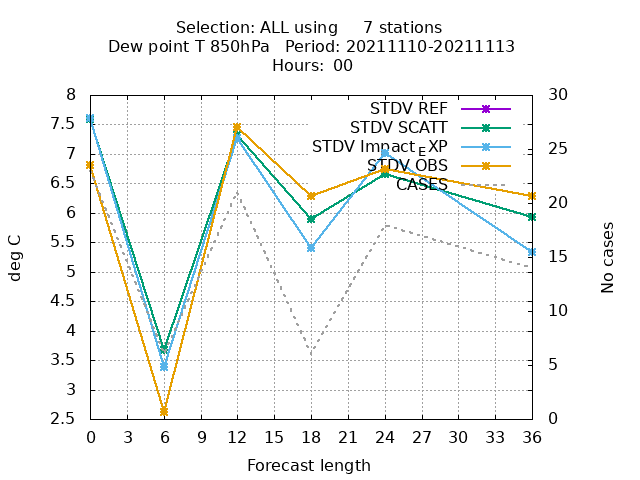 Selection: ALL using 7 stations
Dew point T 850hPa Period: 20211110-20211113
Hours: 00
8
7.5
7
6.5
6
5.5
5
4.5
4
3.5
3
2.5
deg C
30
25
20
15
10
5
0
No cases
STDV REF
STDV SCATT
STDV Impact_EXP
STDV OBS
CASES
0 3 6 9 12 15 18 21 24 27 30 33 36
Forecast length